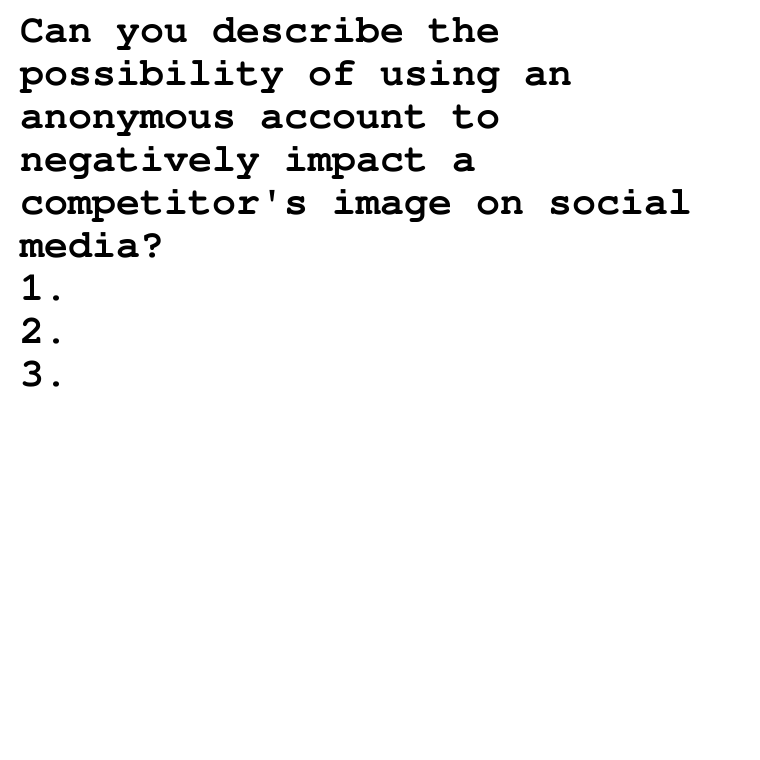 Can you describe the
possibility of using an
anonymous account to
negatively impact a
competitor's image on social
media?
1.
2.
3.